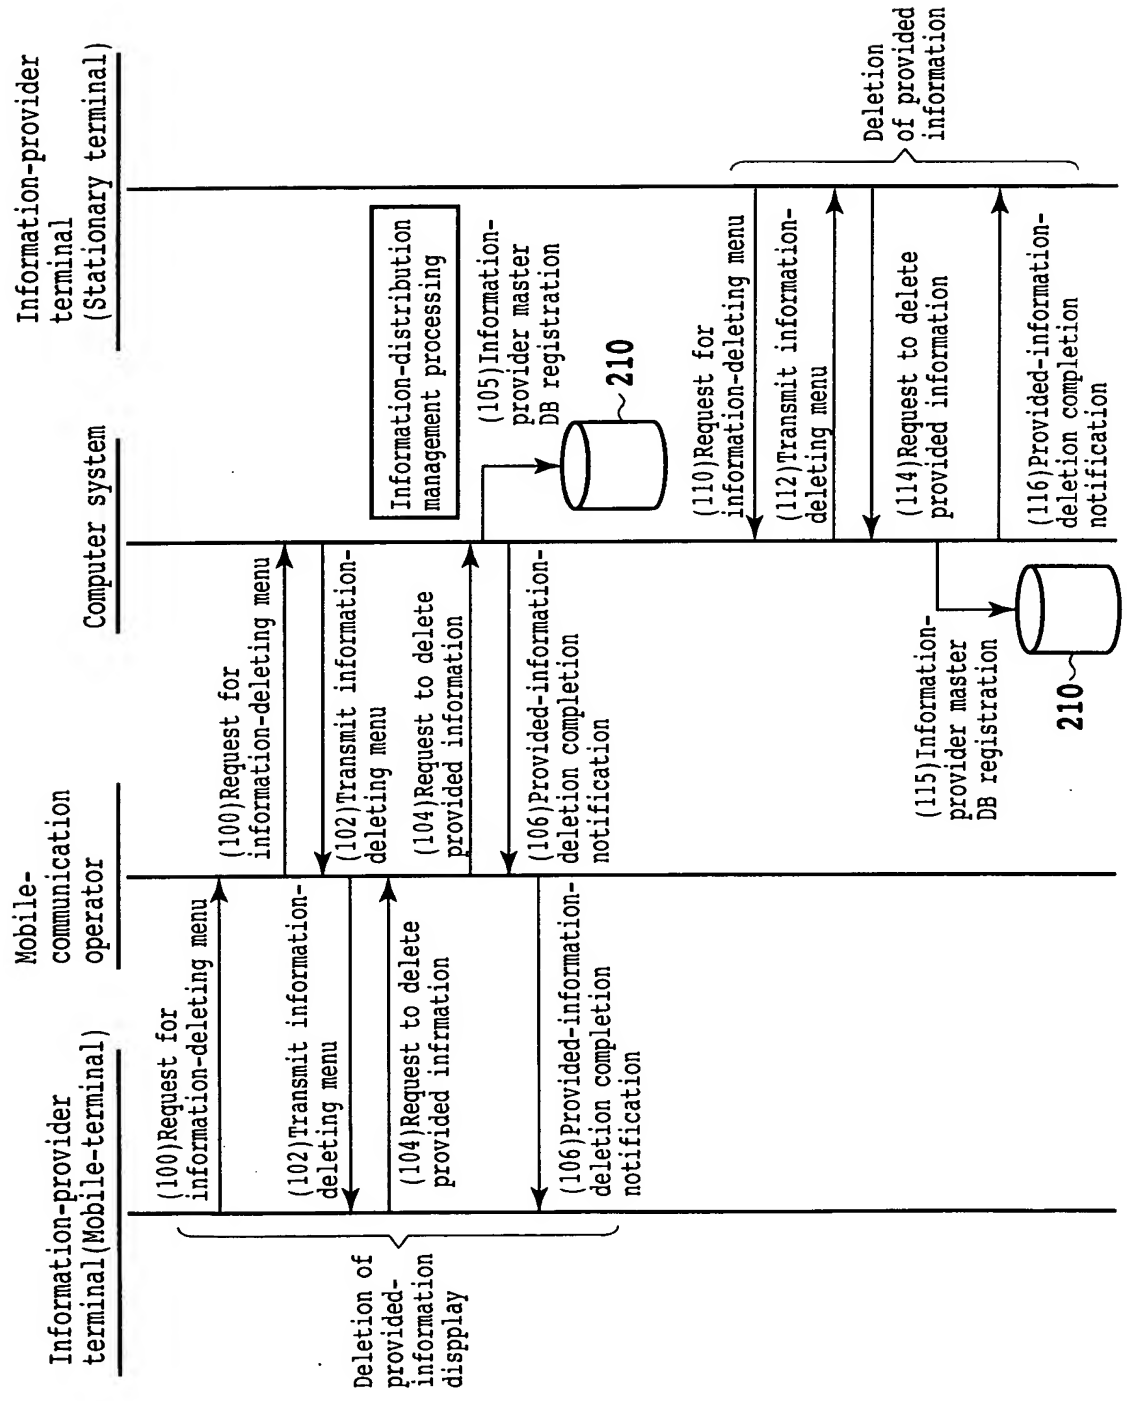 Information-provider
terminal(Mobile-terminal)
Mobile-
communication
operator
Computer system
Information-provider
terminal
(Stationary terminal)
(100)Request for
information-deleting menu
(100)Request for
information-deleting menu
(102)Transmit information-
deleting menu
(102)Transmit information-
deleting menu
Deletion of
provided-
information
dispplay
(104)Request to delete
provided infrmation
(104)Request to delete
provided information
Information-distribution
management processing
(105)Information-
provider master
DB registration
210
(106)Provided-information-
deletion completion
notification
(106)Provided-information-
deletion completion
notification
(110)Request for
information-deleting menu
(112)Transmit information-
deleting menu
Deletion
of provided
information
(114)Request to delete
provided information
(115)Information-
provider master
DB registration
210
(116)Provided-information-
deletion completion
notification